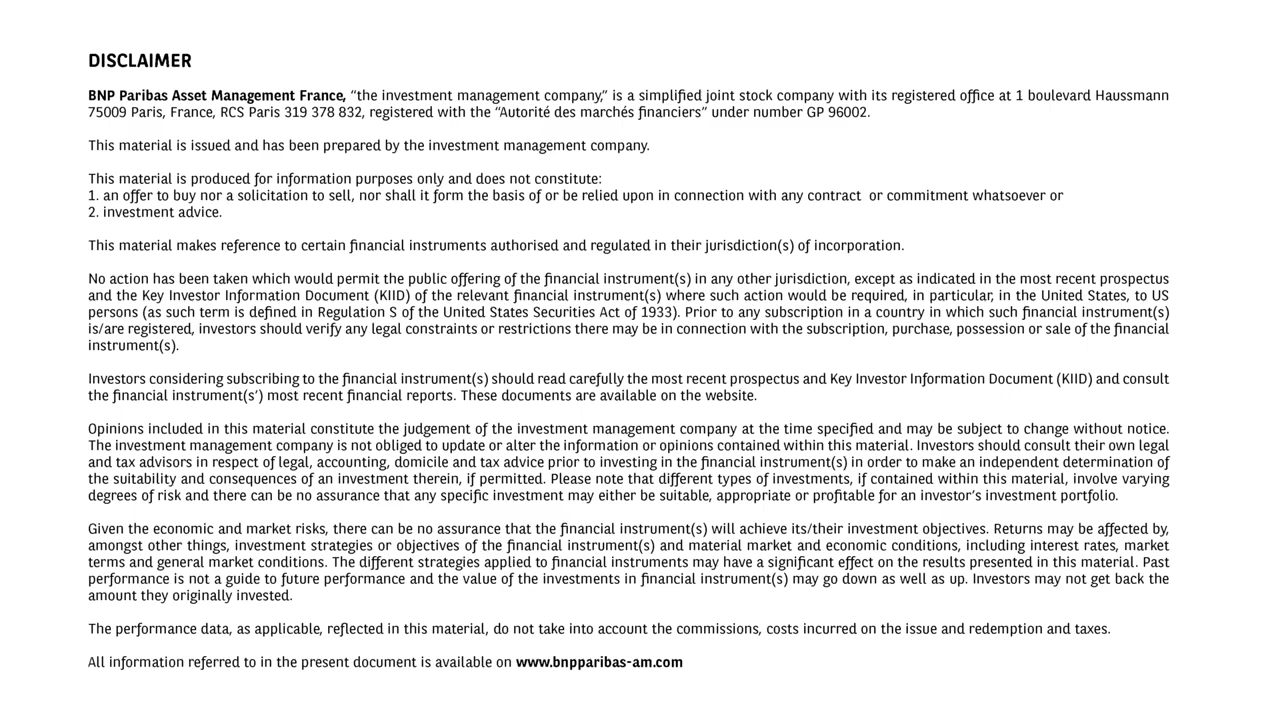 DISCLAIMER
BNP Paribas Asset Management France, “the investment management company,” is a simplified joint stock company with its registered office at 1 boulevard Haussmann
75009 Paris, France, RCS Paris 319 378 832, registered with the “Autorité des marchés financiers” under number GP 96002.
This material is issued and has been prepared by the investment management company.
This material is produced for information purposes only and does not constitute:
1. an offer to buy nor a solicitation to sell, nor shall it form the basis of or be relied upon in connection with any contract  or commitment whatsoever or
2. investment advice.
This material makes reference to certain financial instruments authorised and regulated in their jurisdiction(s) of incorporation.
No action has been taken which would permit the public offering of the financial instrument(s) in any other jurisdiction, except as indicated in the most recent prospectus
and the Key Investor Information Document (KIID) of the relevant financial instrument(s) where such action would be required, in particular, in the United States, to US
persons (as such term is defined in Regulation S of the United States Securities Act of 1933). Prior to any subscription in a country in which such financial instrument(s)
is/are registered, investors should verify any legal constraints or restrictions there may be in connection with the subscription, purchase, possession or sale of the financial
instrument(s).
Investors considering subscribing to the financial instrument(s) should read carefully the most recent prospectus and Key Investor Information Document (KIID) and consult
the financial instrument(s’) most recent financial reports. These documents are available on the website.
Opinions included in this material constitute the judgement of the investment management company at the time specified and may be subject to change without notice.
The investment management company is not obliged to update or alter the information or opinions contained within this material. Investors should consult their own legal
and tax advisors in respect of legal, accounting, domicile and tax advice prior to investing in the financial instrument(s) in order to make an independent determination of
the suitability and consequences of an investment therein, if permitted. Please note that different types of investments, if contained within this material, involve varying
degrees of risk and there can be no assurance that any specific investment may either be suitable, appropriate or profitable for an investor’s investment portfolio.
Given the economic and market risks, there can be no assurance that the financial instrument(s) will achieve its/their investment objectives. Returns may be affected by,
amongst other things, investment strategies or objectives of the financial instrument(s) and material market and economic conditions, including interest rates, market
terms and general market conditions. The different strategies applied to financial instruments may have a significant effect on the results presented in this material. Past
performance is not a guide to future performance and the value of the investments in financial instrument(s) may go down as well as up. Investors may not get back the
amount they originally invested.
The performance data, as applicable, reflected in this material, do not take into account the commissions, costs incurred on the issue and redemption and taxes.
All information referred to in the present document is available on www.bnpparibas-am.com